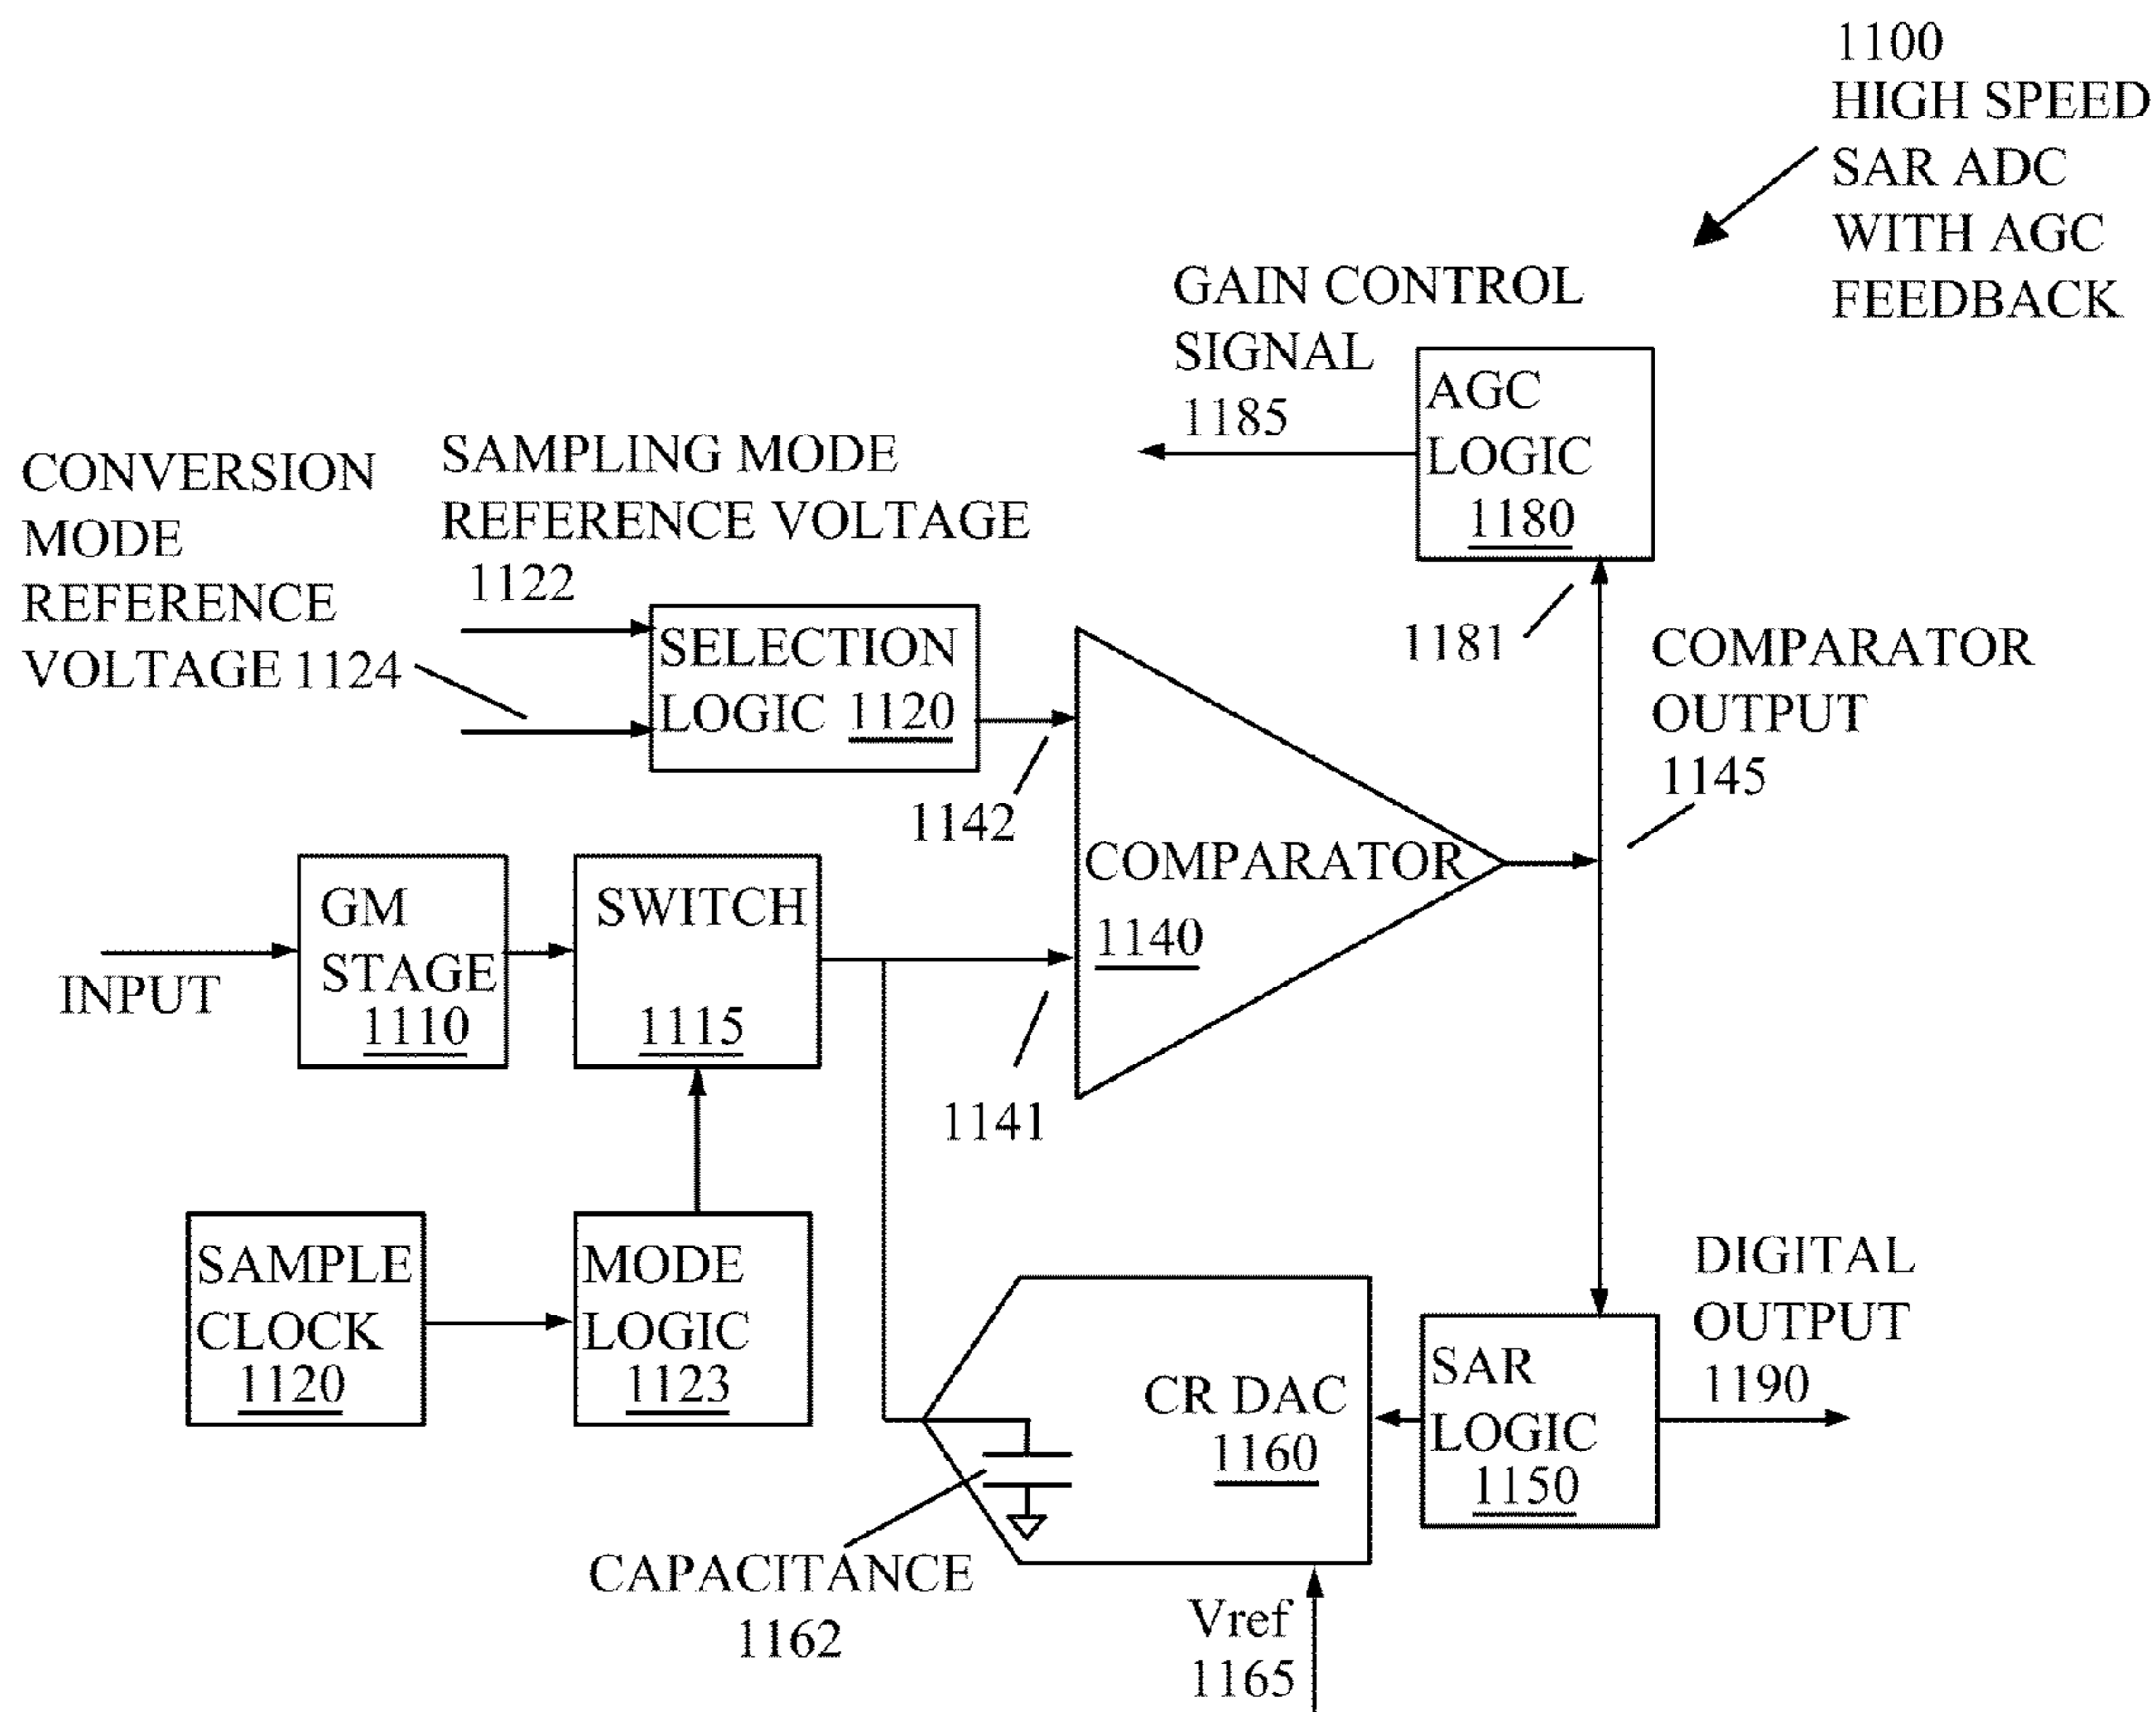 1100
HIGH SPEED
SAR ADC
WITH AGC
FEEDBACK
GAIN CONTROL
SIGNAL
1185
AGC
LOGIC
1180
1181
CONVERSION
MODE
REFERENCE
VOLTAGE 1124
SAMPLING MODE
REFERENCE VOLTAGE
1122
SELECTION
LOGIC 1120
1142
COMPARATOR
OUTPUT
1145
COMPARATOR
1140
1141
INPUT
GM
STAGE
1110
SWITCH
1115
SAMPLE
CLOCK
1120
MODE
LOGIC
1123
CR DAC
1160
SAR
LOGIC
1150
DIGITAL
OUTPUT
1190
CAPACITANCE
1162
Vref
1165